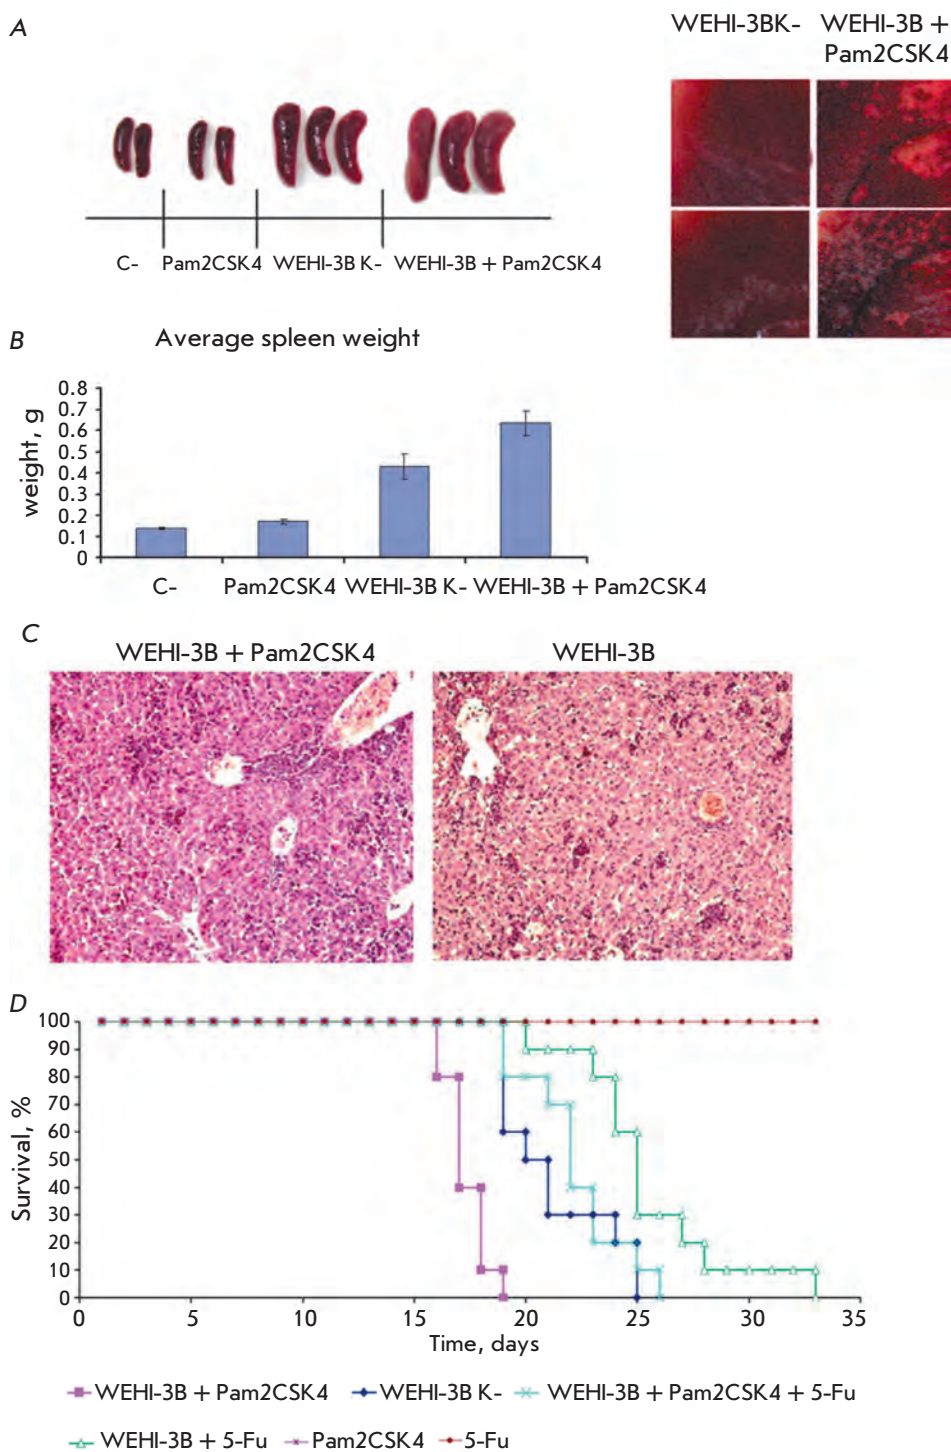 A
WEHI-3BK- WEHI-3B +
Pam2CSK4
C- Pam2CSK4 WEHI-3B K- WEHI-3B + Pam2CSK4
B
Average spleen weight
weight, g
0.8
0.7
0.6
0.5
0.4
0.3
0.2
0.1
0
C- Pam2CSK4 WEHI-3B K- WEHI-3B + Pam2CSK4
C
WEHI-3B + Pam2CSK4 WEHI-3B
D
Survival, %
100
90
80
70
60
50
40
30
20
10
0
0 5 10 15 20 25 30 35
Time, days
WEHI-3B + Pam2CSK4 WEHI-3B K- WEHI-3B + Pam2CSK4 + 5-Fu
WEHI-3B + 5-Fu Pam2CSK4 5-Fu